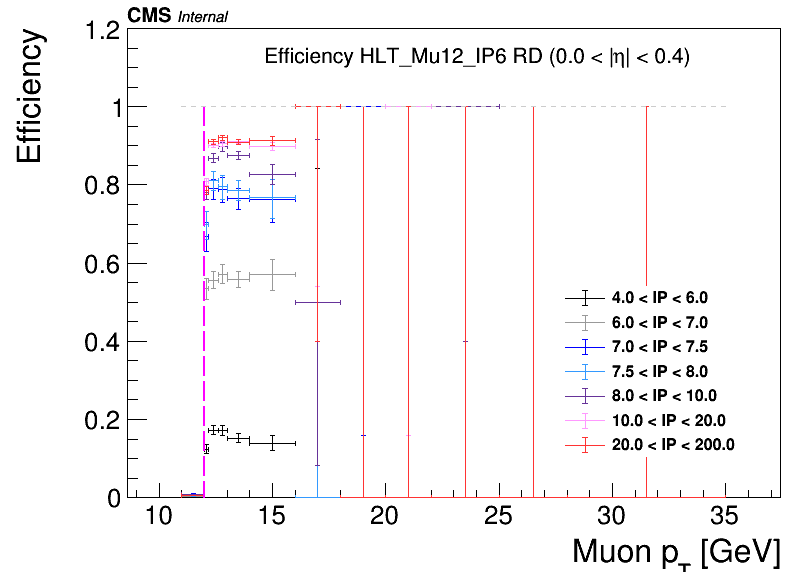 CMS Internal
Efficiency HLT_Mu12_IP6 RD (0.0 < |η| < 0.4)
Efficiency
1.2
1
0.8
0.6
0.4
0.2
0
4.0 < IP < 6.0
6.0 < IP < 7.0
7.0 < IP < 7.5
7.5 < IP < 8.0
8.0 < IP < 10.0
10.0 < IP < 20.0
20.0 < IP < 200.0
10 15 20 25 30 35
Muon p_T [GeV]